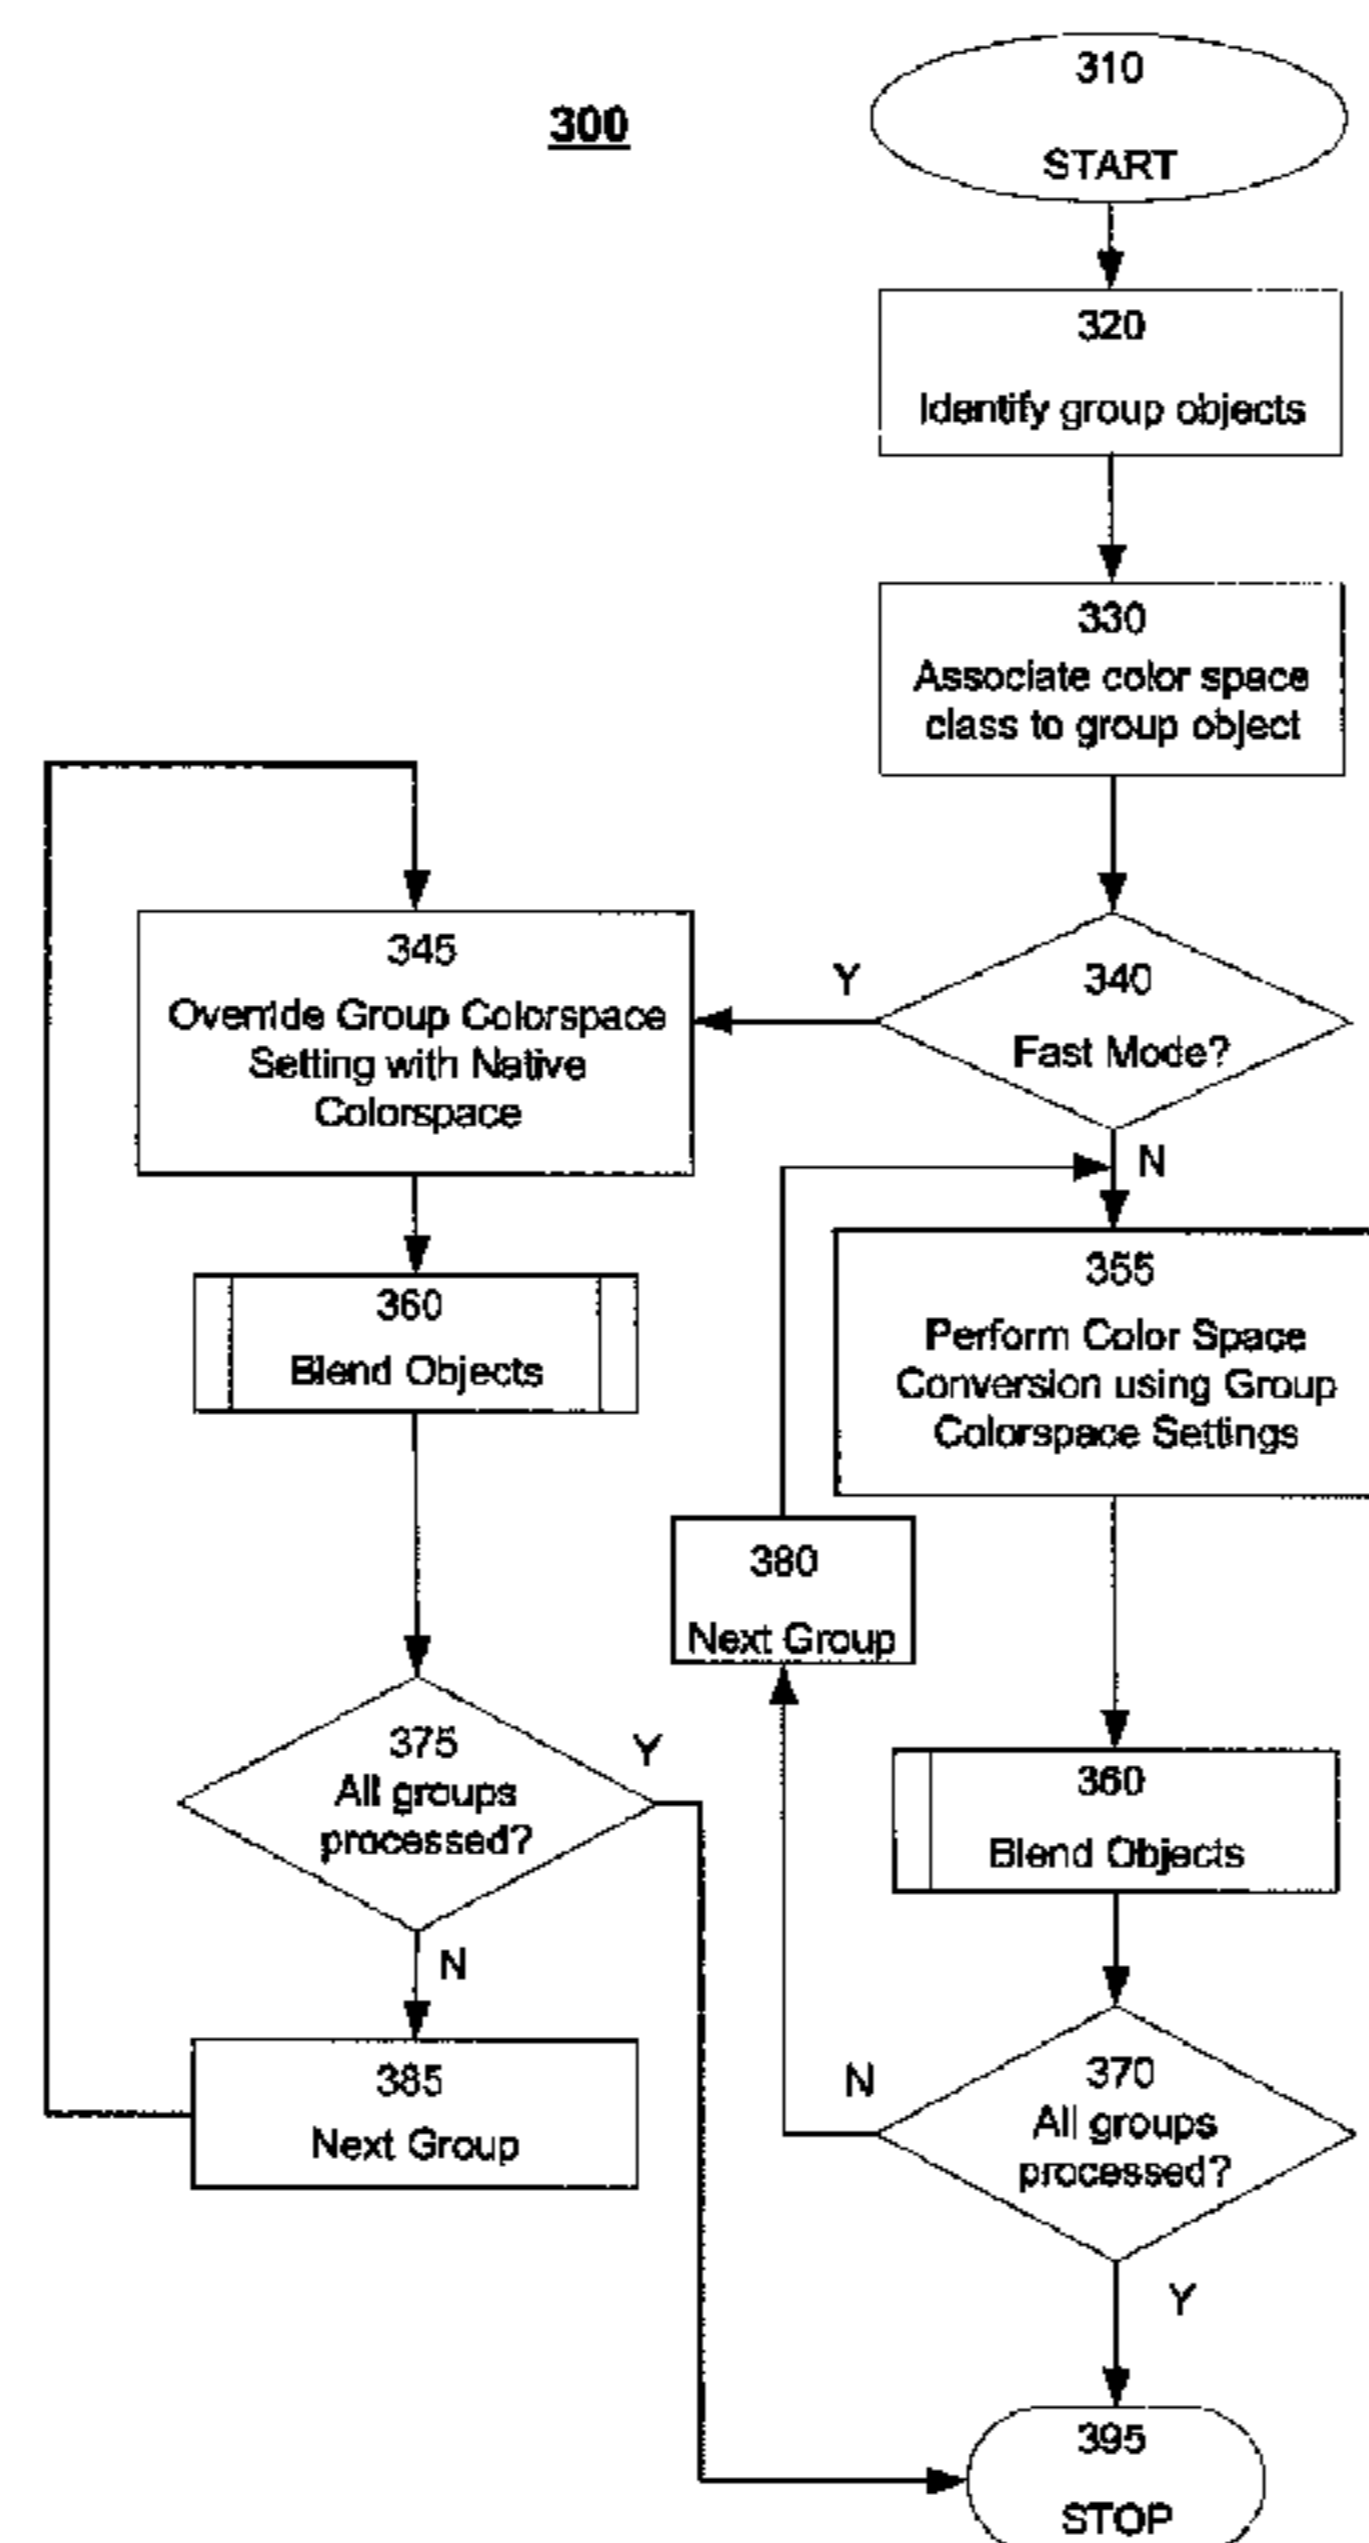 300
310
START
320
Identify group objects
330
Associate color space
class to group object
340
Fast Mode?
Y
N
345
Override Group Colorspace
Setting with Native
Colorspace
360
Blend Objects
375
All groups
processed?
Y
N
385
Next Group
355
Perform Color Space
Conversion using Group
Colorspace Settings
380
Next Group
360
Blend Objects
370
All groups
processed?
N
Y
395
STOP